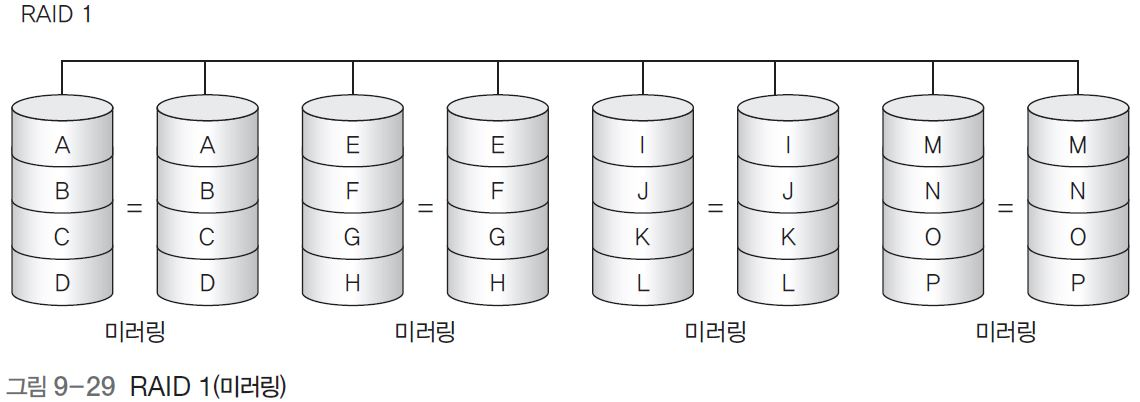 RAID 1
A A E E I I M M
B B F F J J N N
= = = =
C C G G K K O O
D D H H L L P P
미러링 미러링 미러링 미러링
그림 9-29 RAID 1(미러링)